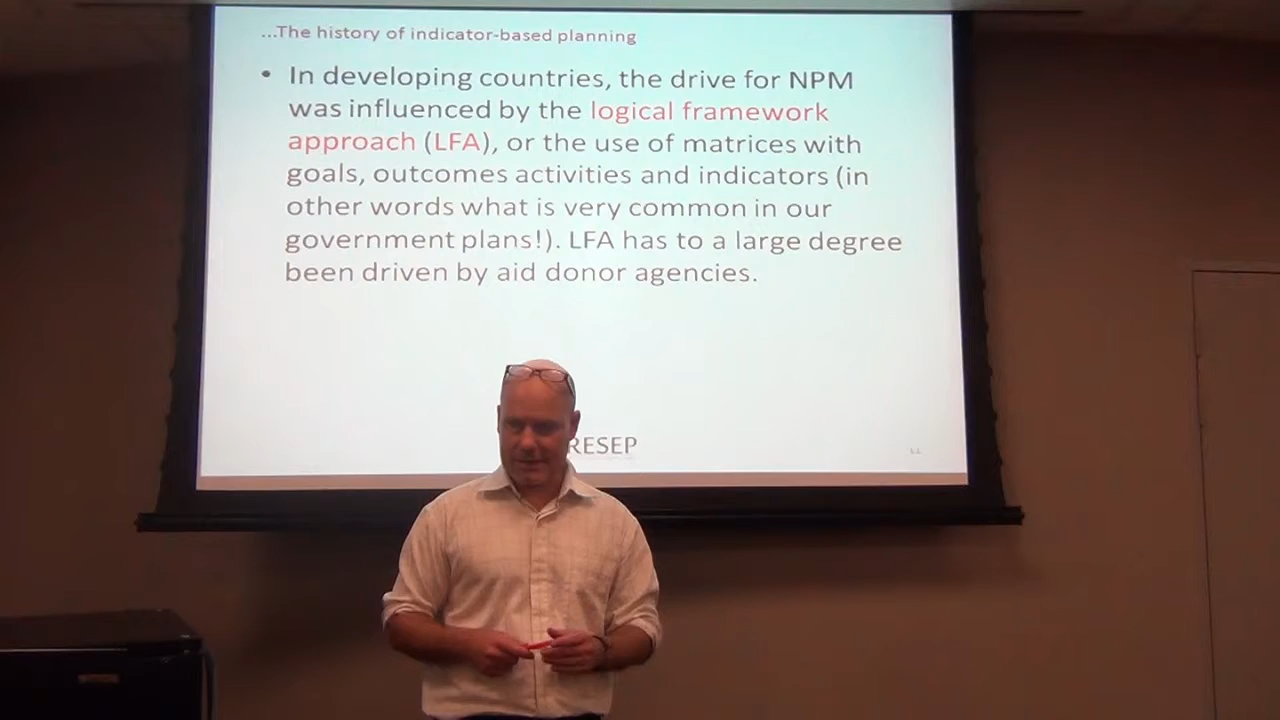 ...The history of indicator-based planning
• In developing countries, the drive for NPM
was influenced by the logical framework
approach (LFA), or the use of matrices with
goals, outcomes activities and indicators (in
other words what is very common in our
government plans!). LFA has to a large degree
been driven by aid donor agencies.
RESEP